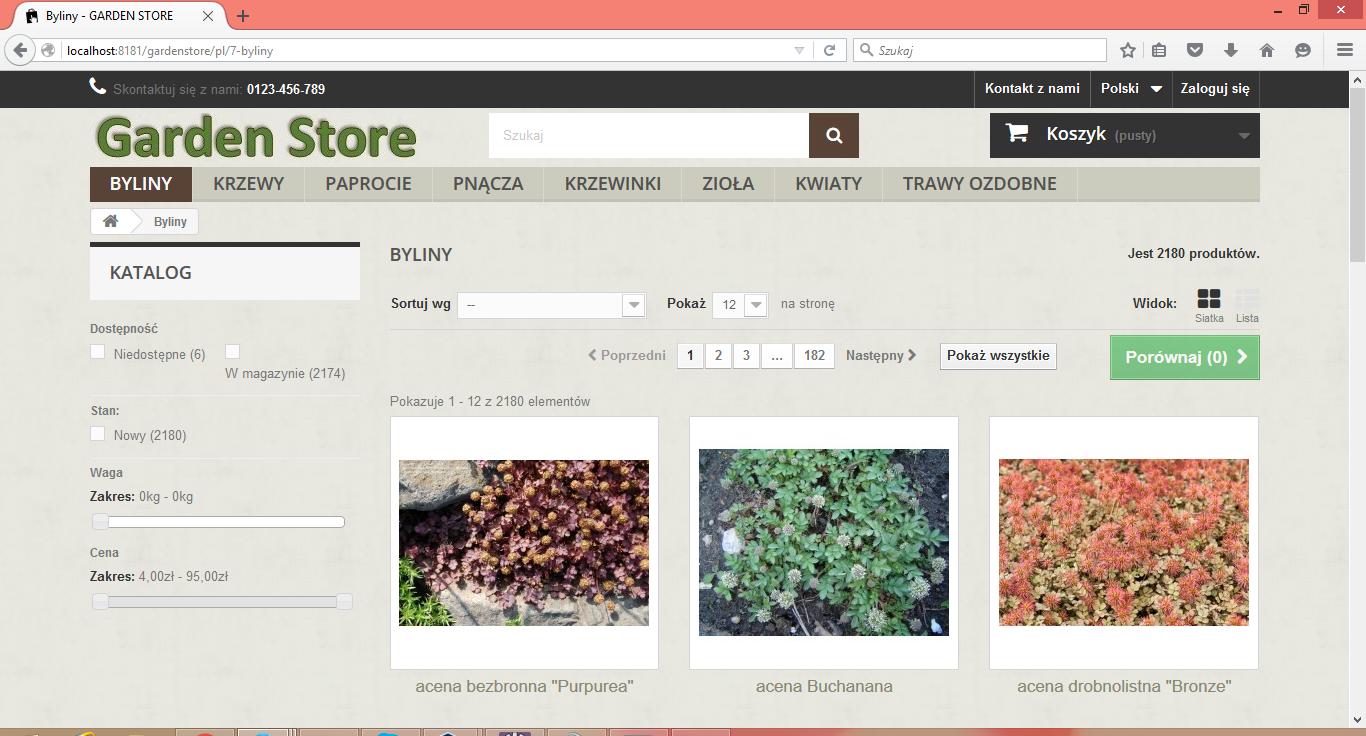 Byliny - GARDEN STORE
localhost:8181/gardenstore/pl/7-byliny
Szukaj
Skontaktuj się z nami: 0123-456-789
Kontakt z nami Polski Zaloguj się
Garden Store
Szukaj
Koszyk (pusty)
BYLINY KRZEWY PAPROCIE PNĄCZA KRZEWINKI ZIOŁA KWIATY TRAWY OZDOBNE
Byliny
KATALOG
Dostępność
Niedostępne (6)
W magazynie (2174)
Stan:
Nowy (2180)
Waga
Zakres: 0kg - 0kg
Cena
Zakres: 4,00zł - 95,00zł
BYLINY
Jest 2180 produktów.
Sortuj wg -- Pokaż 12 na stronę
Widok: Siatka Lista
Poprzedni 1 2 3 ... 182 Następny Pokaż wszystkie
Porównaj (0)
Pokazuje 1 - 12 z 2180 elementów
acena bezbronna "Purpurea"
acena Buchanana
acena drobnolistna "Bronze"